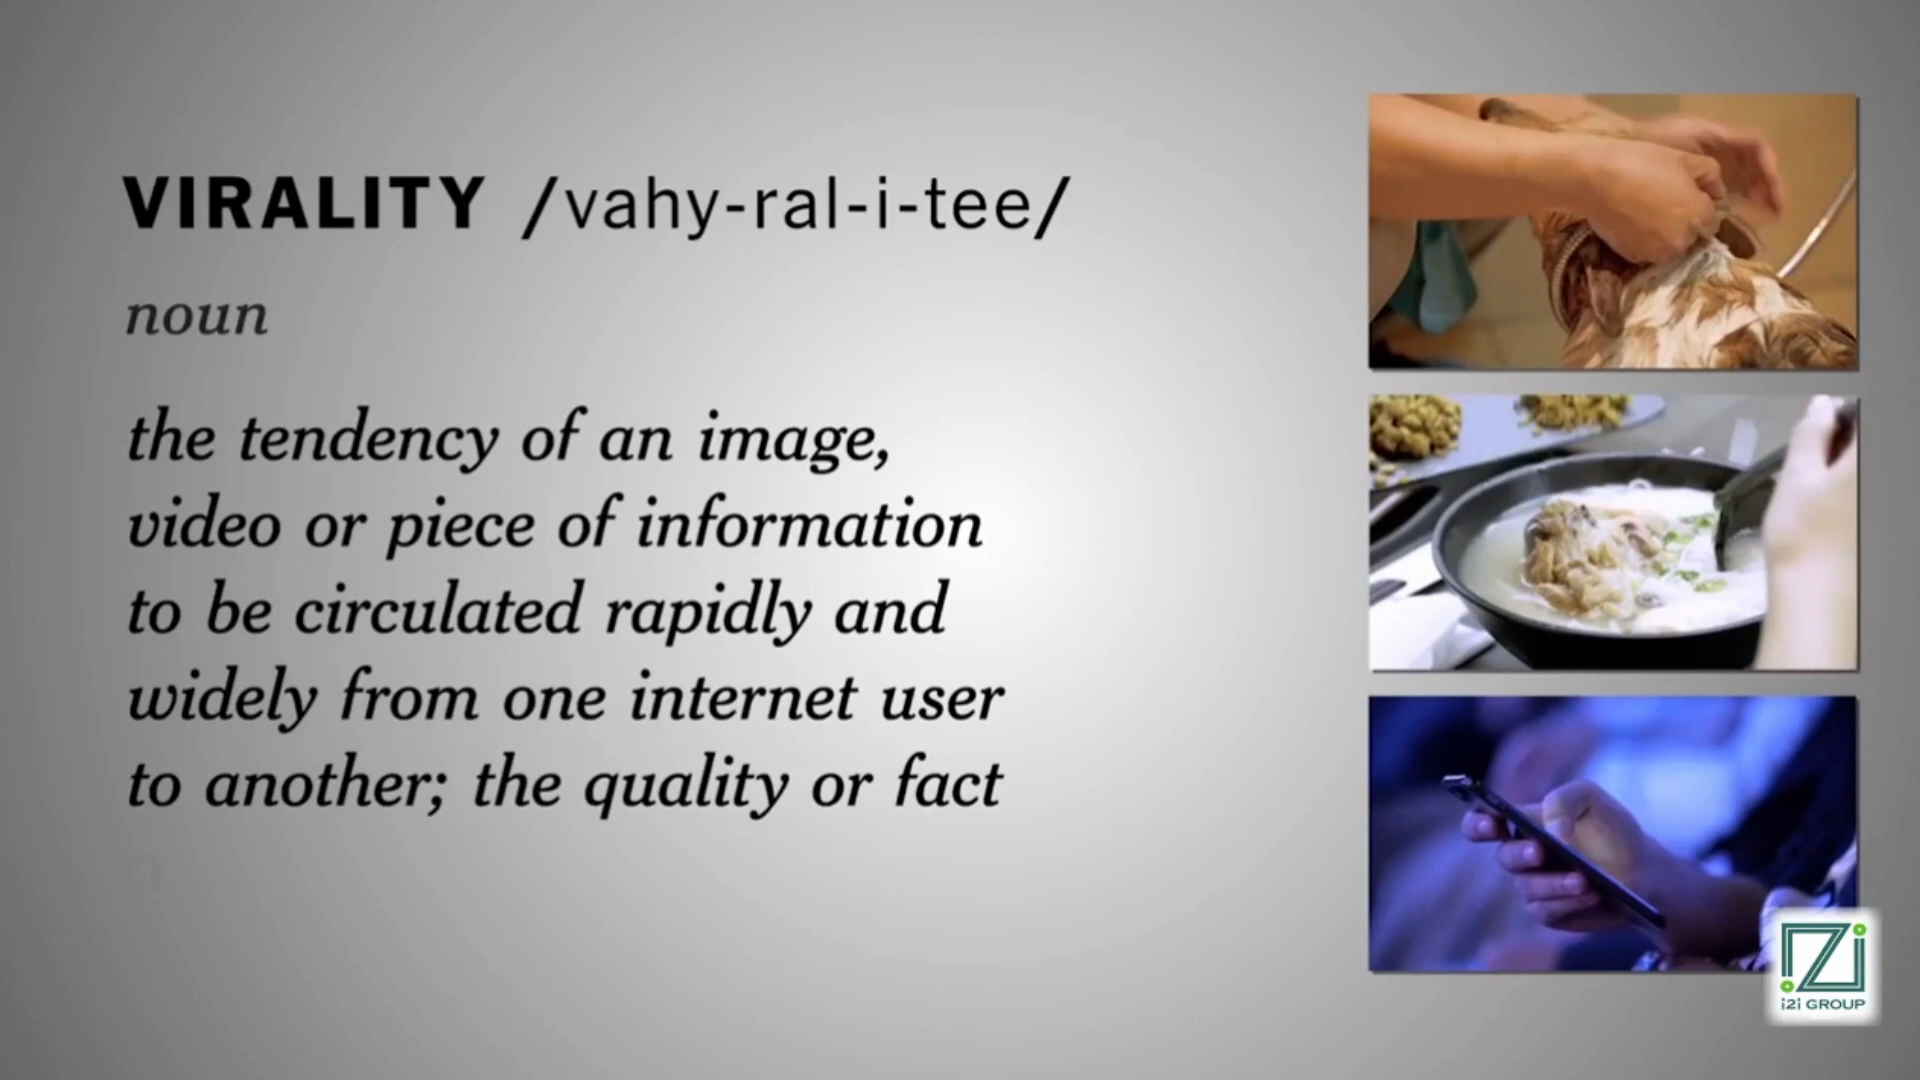 VIRALITY /vahy-ral-i-tee/
noun
the tendency of an image,
video or piece of information
to be circulated rapidly and
widely from one internet user
to another; the quality or fact
i2i GROUP